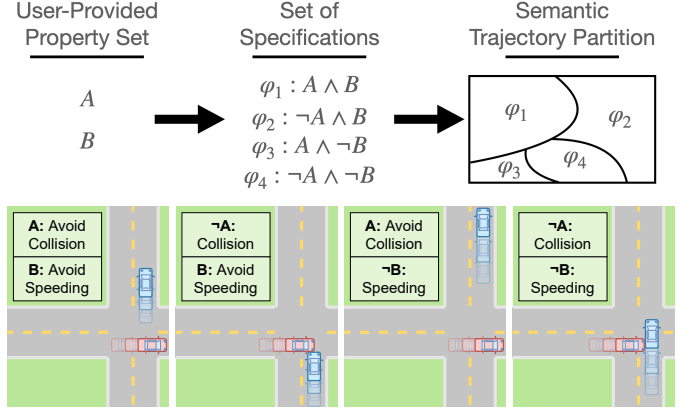 User-Provided
Property Set
Set of
Specifications
Semantic
Trajectory Partition
A
B
φ₁ : A ∧ B
φ₂ : ¬A ∧ B
φ₃ : A ∧ ¬B
φ₄ : ¬A ∧ ¬B
φ₁
φ₂
φ₃
φ₄
A: Avoid
Collision
B: Avoid
Speeding
¬A:
Collision
B: Avoid
Speeding
A: Avoid
Collision
¬B:
Speeding
¬A:
Collision
¬B:
Speeding